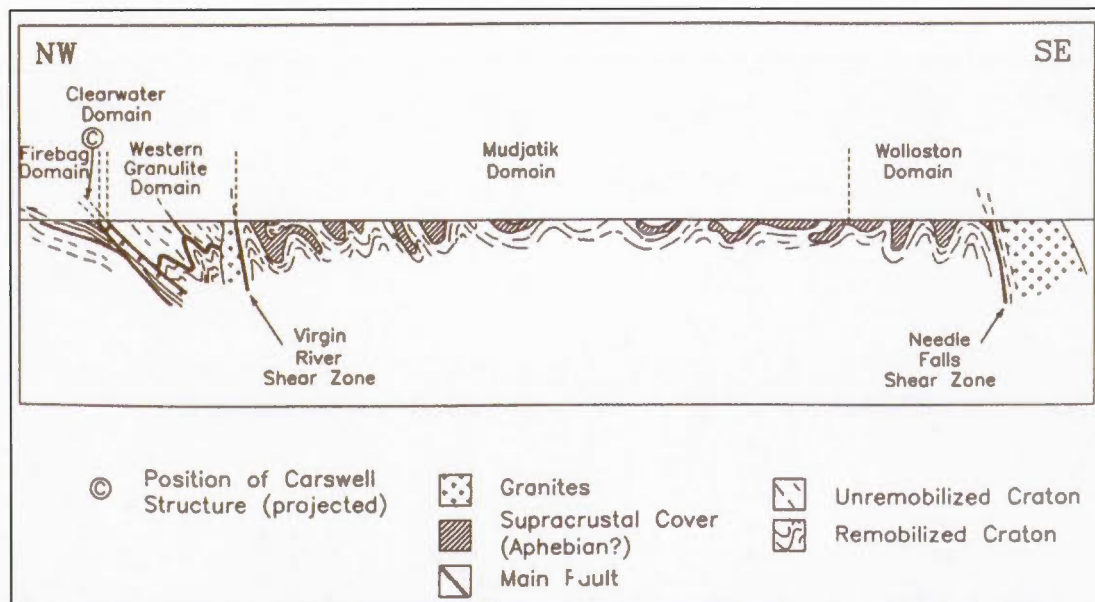 NW
SE
Clearwater
Domain
©
Firebag
Domain
Western
Granulite
Domain
Mudjatik
Domain
Wolloston
Domain
Virgin
River
Shear Zone
Needle
Falls
Shear Zone
© Position of Carswell
Structure (projected)
Granites
Supracrustal Cover
(Aphebian?)
Main Fault
Unremobilized Craton
Remobilized Craton